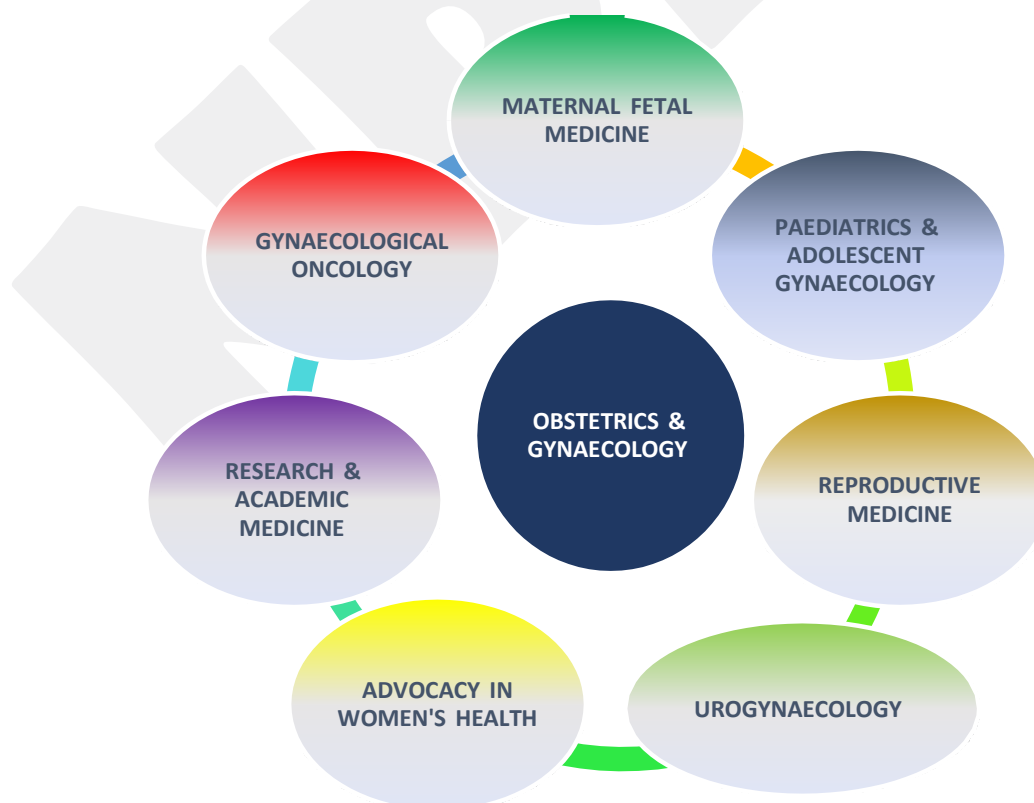 MATERNAL FETAL
MEDICINE
PAEDIATRICS &
ADOLESCENT
GYNAECOLOGY
REPRODUCTIVE
MEDICINE
UROGYNAECOLOGY
ADVOCACY IN
WOMEN'S HEALTH
RESEARCH &
ACADEMIC
MEDICINE
GYNAECOLOGICAL
ONCOLOGY
OBSTETRICS &
GYNAECOLOGY